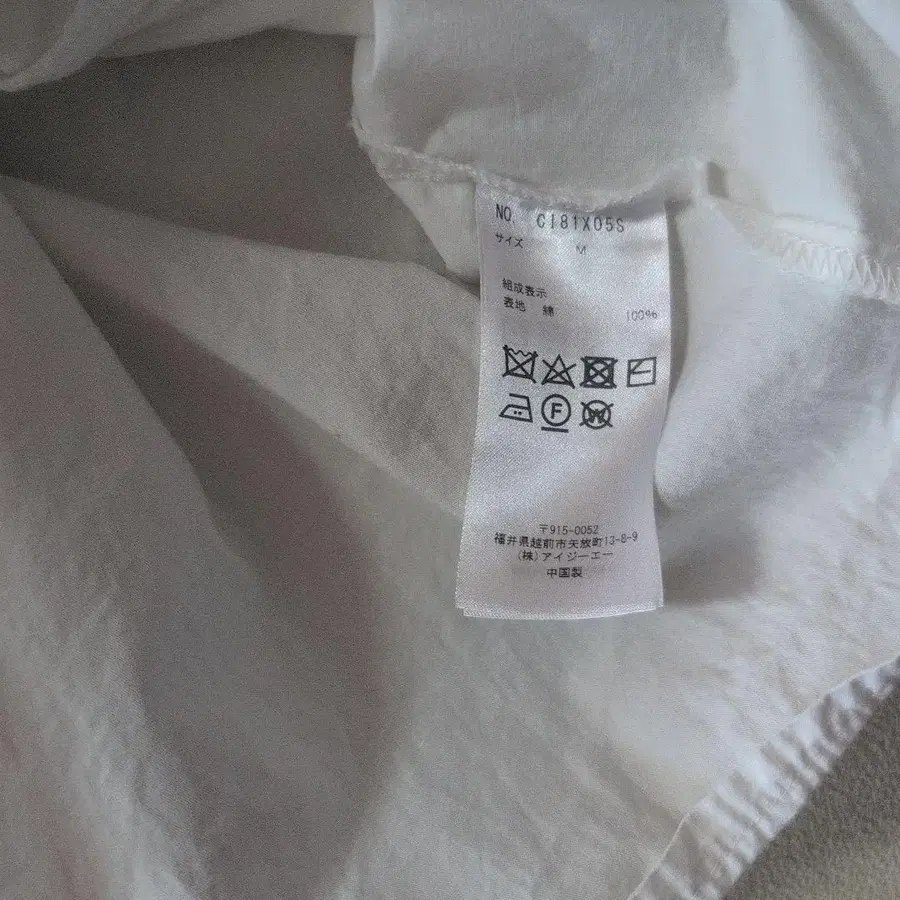 NO. C181X05S
サイズ M
組成表示
表地 綿 100%
F
W
〒915-0052
福井県越前市矢放町13-8-9
(株)アイジーエー
中国製